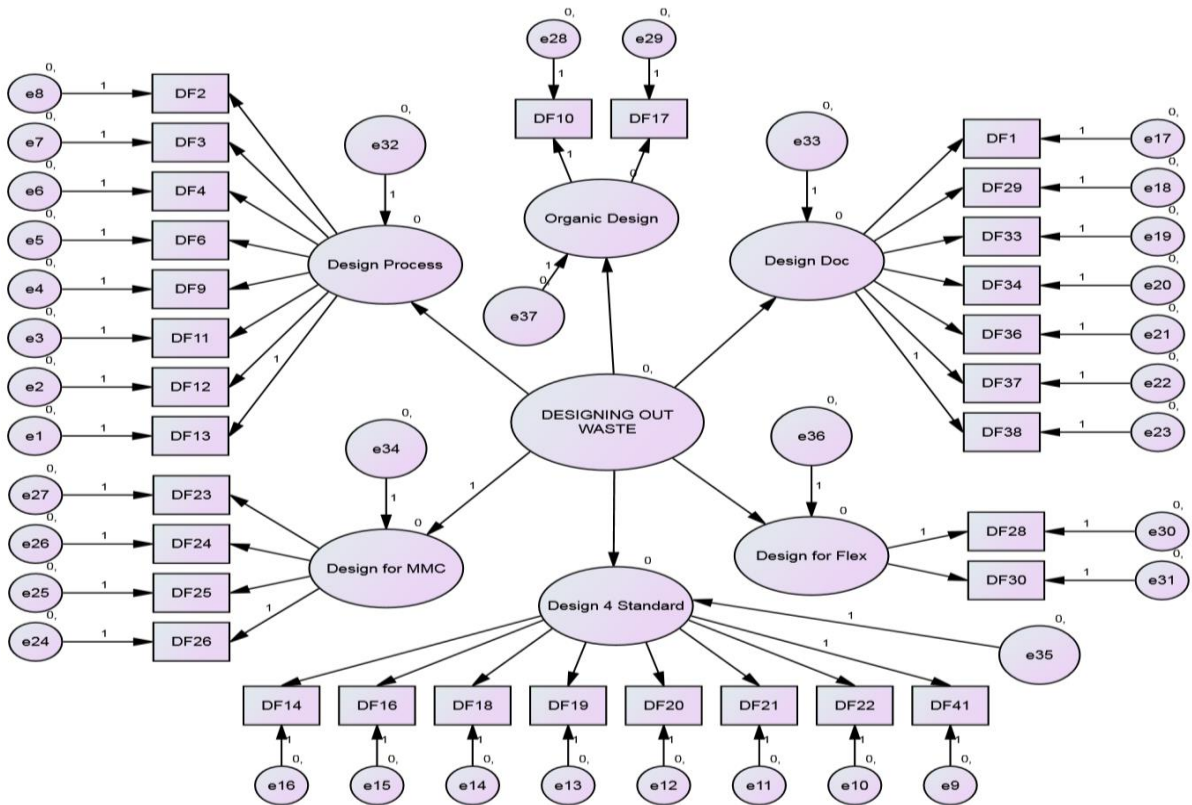 0,
0,
e28
e29
1
1
DF10
DF17
1
0
Organic Design
1
0,
e37
0,
e8
1
DF2
0,
e7
1
DF3
0,
e6
1
DF4
0,
e5
1
DF6
0,
e4
1
DF9
0,
e3
1
DF11
0,
e2
1
DF12
0,
e1
1
DF13
1
0,
e32
1
0
Design Process
0,
e33
1
0
Design Doc
DF1
1
0,
e17
DF29
1
0,
e18
DF33
1
0,
e19
DF34
1
0,
e20
DF36
1
0,
e21
DF37
1
0,
e22
1
DF38
1
0,
e23
0,
DESIGNING OUT
WASTE
0,
e34
1
1
0
Design for MMC
0,
e27
1
DF23
0,
e26
1
DF24
0,
e25
1
DF25
0,
e24
1
DF26
1
0,
e36
1
0
Design for Flex
1
DF28
1
0,
e30
DF30
1
0,
e31
0
Design 4 Standard
1
0,
e35
1
DF14
DF16
DF18
DF19
DF20
DF21
DF22
DF41
1
1
1
1
1
1
1
1
0,
0,
0,
0,
0,
0,
0,
0,
e16
e15
e14
e13
e12
e11
e10
e9